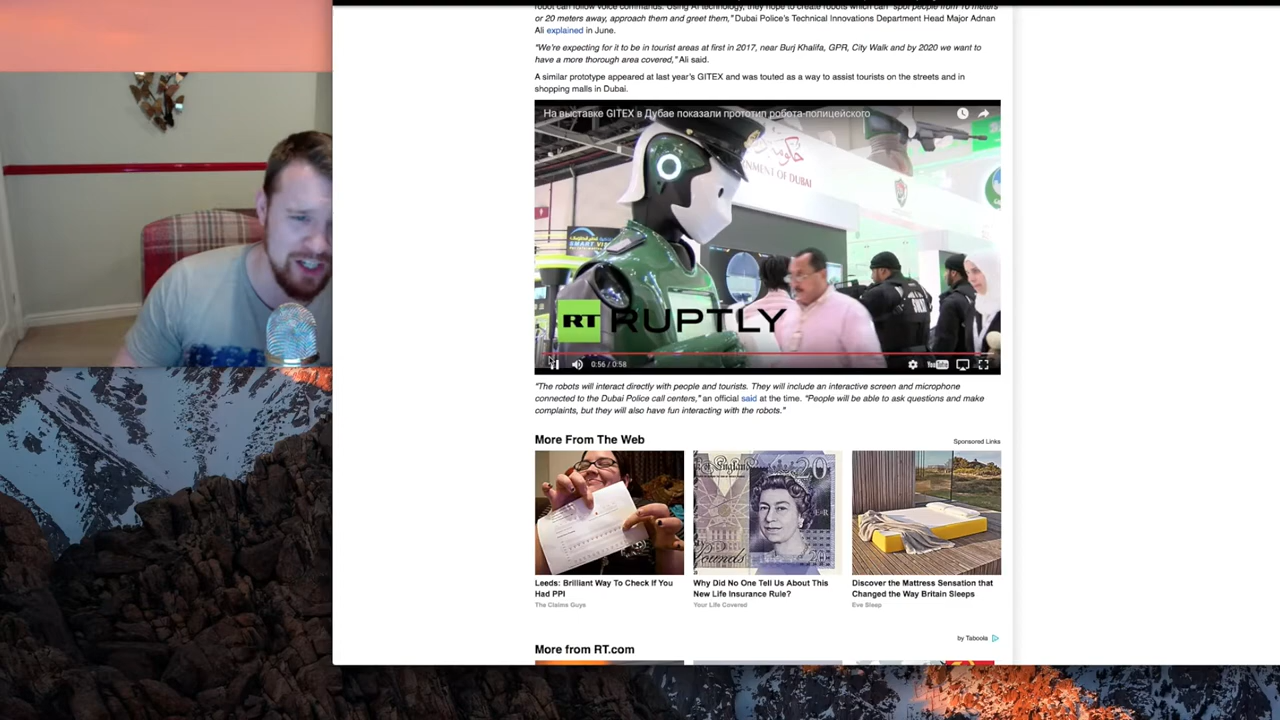 robot can follow voice commands. Using AI technology, they hope to create robots which can "spot people from 10 meters
or 20 meters away, approach them and greet them," Dubai Police's Technical Innovations Department Head Major Adnan
Ali explained in June.
"We're expecting for it to be in tourist areas at first in 2017, near Burj Khalifa, GPR, City Walk and by 2020 we want to
have a more thorough area covered," Ali said.
A similar prototype appeared at last year's GITEX and was touted as a way to assist tourists on the streets and in
shopping malls in Dubai.
На выставке GITEX в Дубае показали прототип робота-полицейского
حكومة
NMENT OF DUBAI
SMART
RT RUPTLY
0:56 / 0:58
YouTube
"The robots will interact directly with people and tourists. They will include an interactive screen and microphone
connected to the Dubai Police call centers," an official said at the time. "People will be able to ask questions and make
complaints, but they will also have fun interacting with the robots."
More From The Web
Sponsored Links
20
Leeds: Brilliant Way To Check If You
Had PPI
The Claims Guys
Why Did No One Tell Us About This
New Life Insurance Rule?
Your Life Covered
Discover the Mattress Sensation that
Changed the Way Britain Sleeps
Eve Sleep
by Taboola
More from RT.com